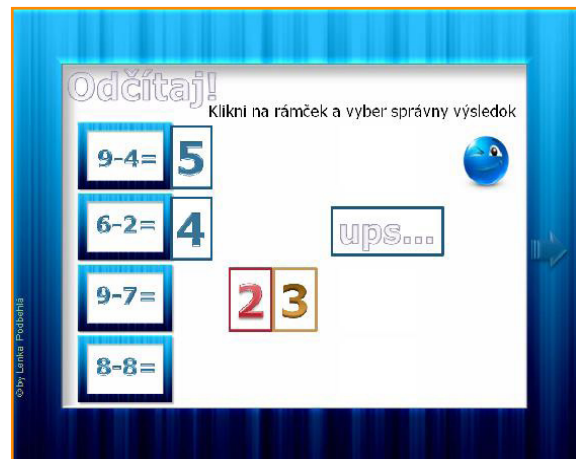 Odčítaj!
Klikni na rámček a vyber správny výsledok
9-4= 5
6-2= 4
ups...
9-7= 2 3
8-8=
© by Lenka Podbehlá